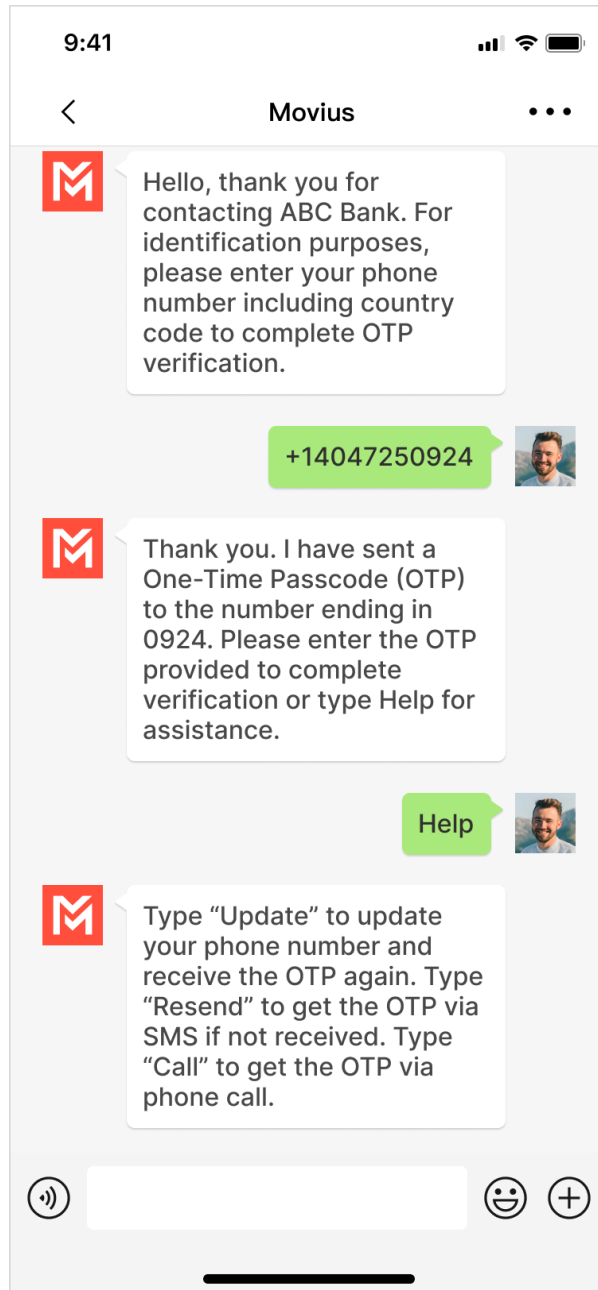 9:41
Movius
Hello, thank you for
contacting ABC Bank. For
identification purposes,
please enter your phone
number including country
code to complete OTP
verification.
+14047250924
Thank you. I have sent a
One-Time Passcode (OTP)
to the number ending in
0924. Please enter the OTP
provided to complete
verification or type Help for
assistance.
Help
Type “Update” to update
your phone number and
receive the OTP again. Type
“Resend” to get the OTP via
SMS if not received. Type
“Call” to get the OTP via
phone call.